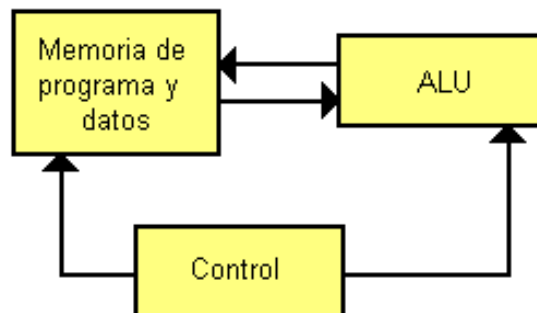 Memoria de
programa y
datos
ALU
Control